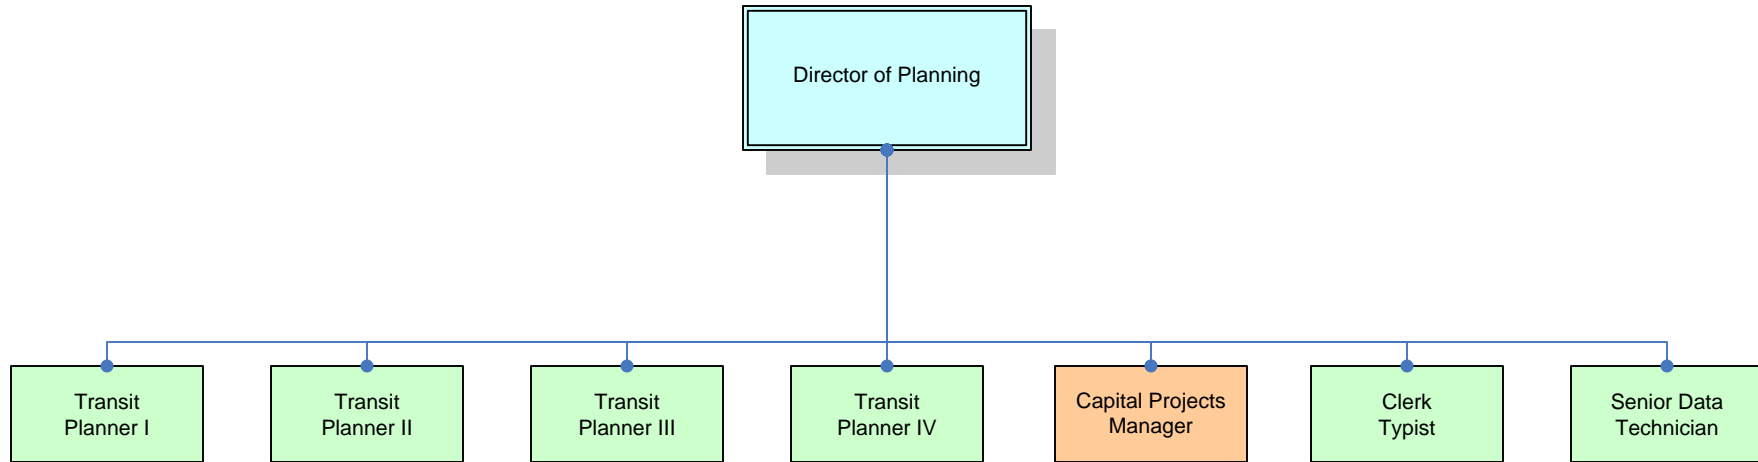 Director of Planning
Transit
Planner I
Transit
Planner II
Transit
Planner III
Transit
Planner IV
Capital Projects
Manager
Clerk
Typist
Senior Data
Technician